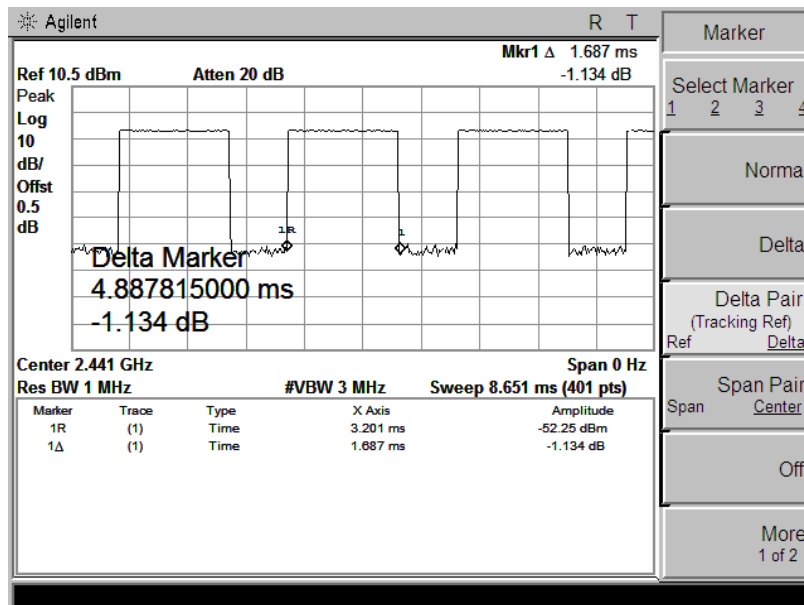 Agilent R T
Mkr1 Δ 1.687 ms
Ref 10.5 dBm Atten 20 dB -1.134 dB
Peak
Log
10
dB/
Offst
0.5
dB
1R
1
Delta Marker
4.887815000 ms
-1.134 dB
Center 2.441 GHz Span 0 Hz
Res BW 1 MHz #VBW 3 MHz Sweep 8.651 ms (401 pts)
Marker Trace Type X Axis Amplitude
1R (1) Time 3.201 ms -52.25 dBm
1Δ (1) Time 1.687 ms -1.134 dB
Marker
Select Marker
1 2 3 4
Norma
Delta
Delta Pair
(Tracking Ref)
Ref Delta
Span Pair
Span Center
Off
More
1 of 2